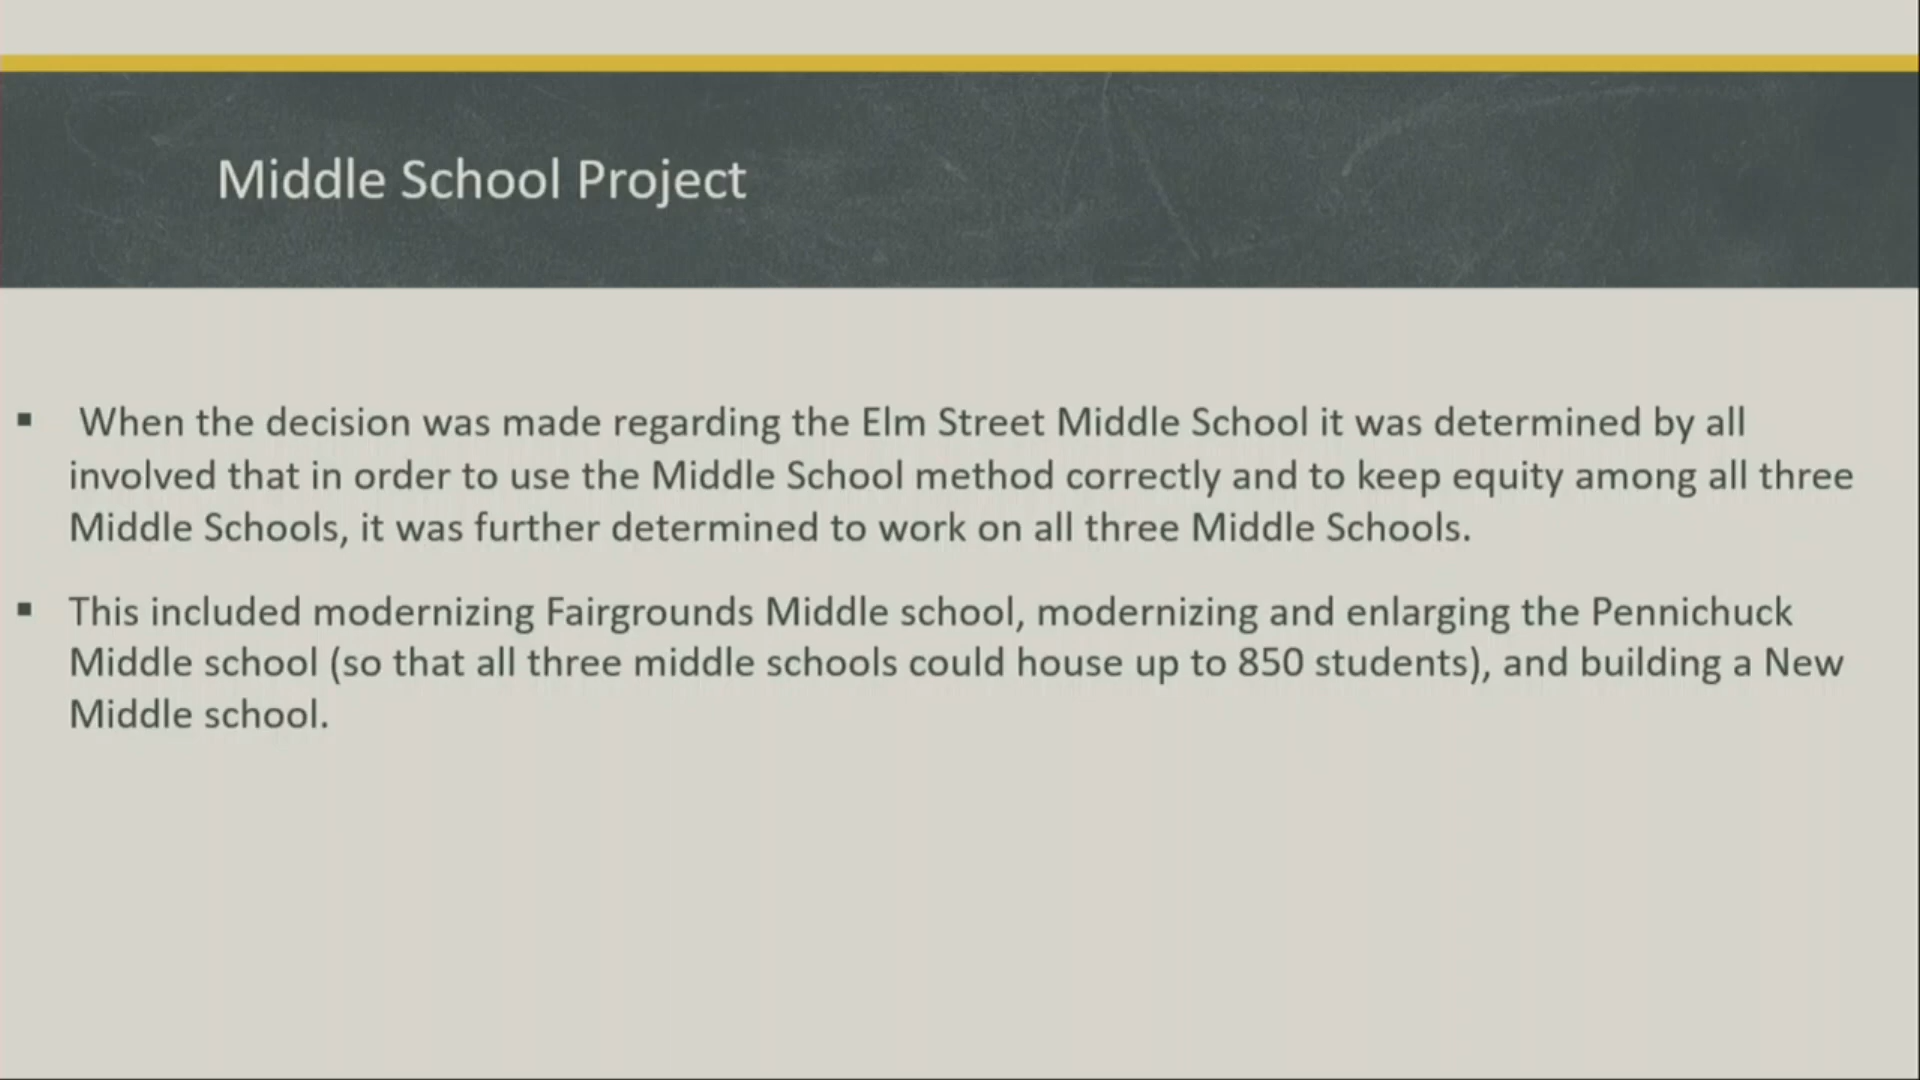 Middle School Project
▪ When the decision was made regarding the Elm Street Middle School it was determined by all
involved that in order to use the Middle School method correctly and to keep equity among all three
Middle Schools, it was further determined to work on all three Middle Schools.
▪ This included modernizing Fairgrounds Middle school, modernizing and enlarging the Pennichuck
Middle school (so that all three middle schools could house up to 850 students), and building a New
Middle school.